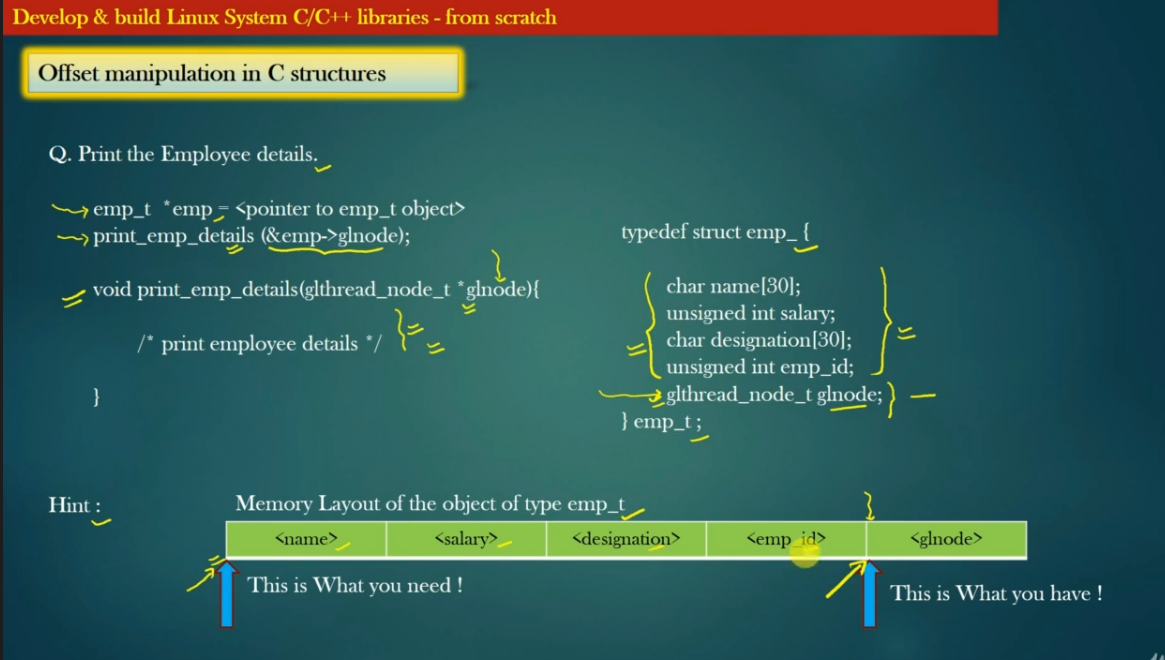 Develop & build Linux System C/C++ libraries - from scratch
Offset manipulation in C structures
Q. Print the Employee details.
emp_t *emp = <pointer to emp_t object>
print_emp_details (&emp->glnode);
void print_emp_details(glthread_node_t *glnode){
/* print employee details */
}
typedef struct emp_ {
char name[30];
unsigned int salary;
char designation[30];
unsigned int emp_id;
glthread_node_t glnode;
} emp_t ;
Hint :
Memory Layout of the object of type emp_t
<name> <salary> <designation> <emp_id> <glnode>
This is What you need !
This is What you have !